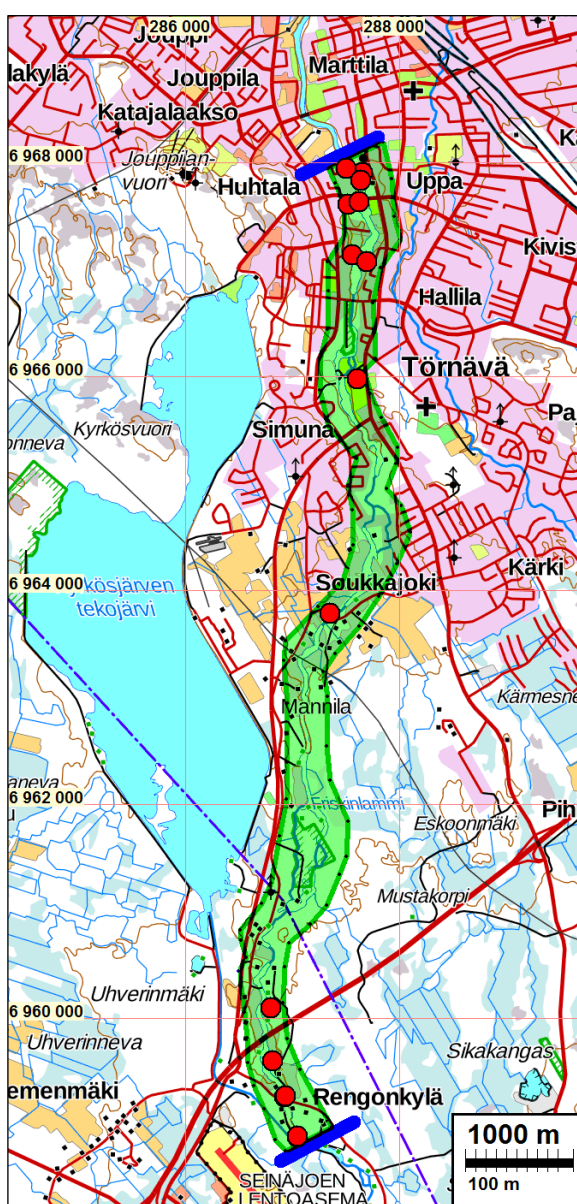 286 000
288 000
Jouppi
Marttila
lakylä
Jouppila
Katajalaakso
Jouppilan-
vuori
6 968 000
Huhtala
Uppa
Kivis
Hallila
6 966 000
Törnävä
Pa
Kyrkösvuori
onneva
Simuna
6 964 000
kösjärven
tekojärvi
Soukkajoki
Kärki
Kärmesne
Mannila
6 962 000
aneva
Eskoonmäki
Pih
Mustakorpi
Uhverinmäki
6 960 000
Uhverinneva
Sikakangas
emenmäki
Rengonkylä
SEINÄJOEN
LENTOASEMA
1000 m
100 m